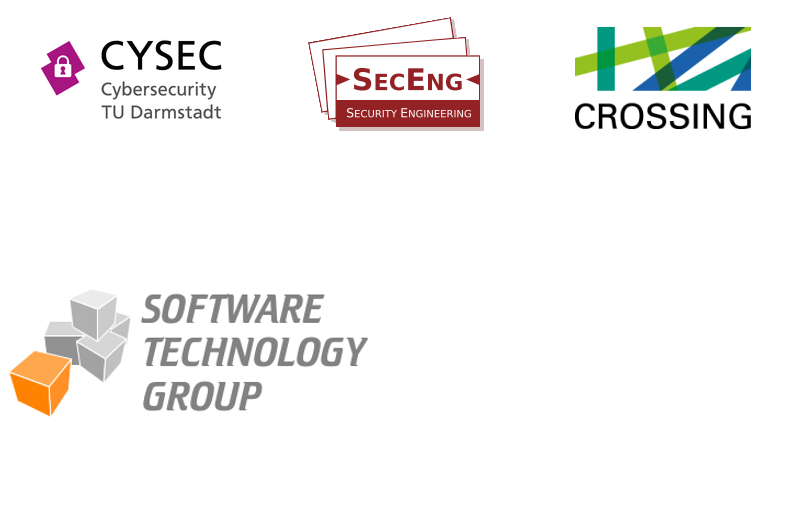 CYSEC
Cybersecurity
TU Darmstadt
SECENG
SECURITY ENGINEERING
CROSSING
SOFTWARE
TECHNOLOGY
GROUP